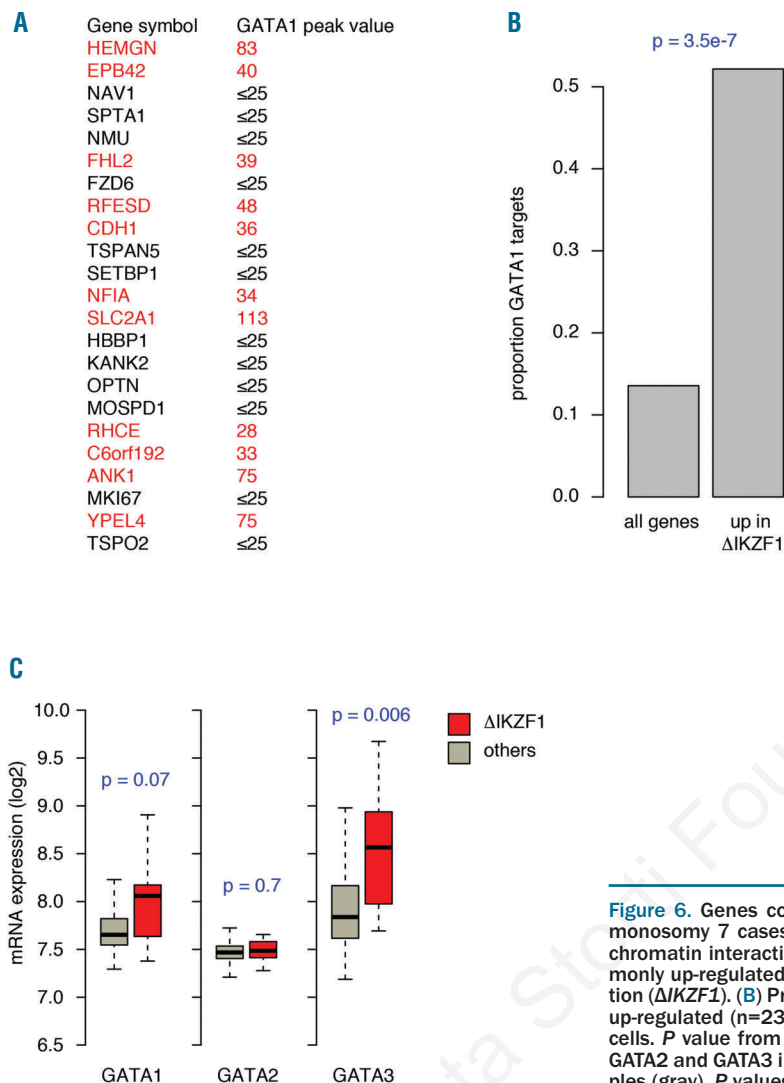 A
Gene symbol GATA1 peak value
HEMGN 83
EPB42 40
NAV1 ≤25
SPTA1 ≤25
NMU ≤25
FHL2 39
FZD6 ≤25
RFESD 48
CDH1 36
TSPAN5 ≤25
SETBP1 ≤25
NFIA 34
SLC2A1 113
HBBP1 ≤25
KANK2 ≤25
OPTN ≤25
MOSPD1 ≤25
RHCE 28
C6orf192 33
ANK1 75
MKI67 ≤25
YPEL4 75
TSPO2 ≤25
B
p = 3.5e-7
proportion GATA1 targets
0.5
0.4
0.3
0.2
0.1
0.0
all genes
up in
ΔIKZF1
C
mRNA expression (log2)
10.0
9.0
8.5
8.0
7.5
7.0
6.5
p = 0.07
p = 0.7
p = 0.006
GATA1 GATA2 GATA3
ΔIKZF1
others
Figure 6. Genes co
monosomy 7 cases
chromatin interacti
monly up-regulated
tion (ΔIKZF1). (B) Pr
up-regulated (n=23
cells. P value from
GATA2 and GATA3 i
ples (gray). P value
ta Storti Fou